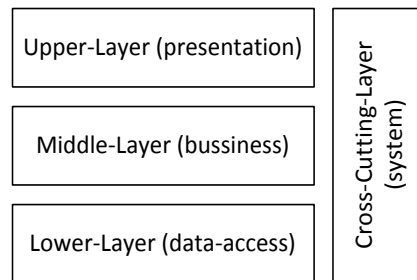 Upper-Layer (presentation)
Middle-Layer (bussiness)
Lower-Layer (data-access)
Cross-Cutting-Layer
(system)